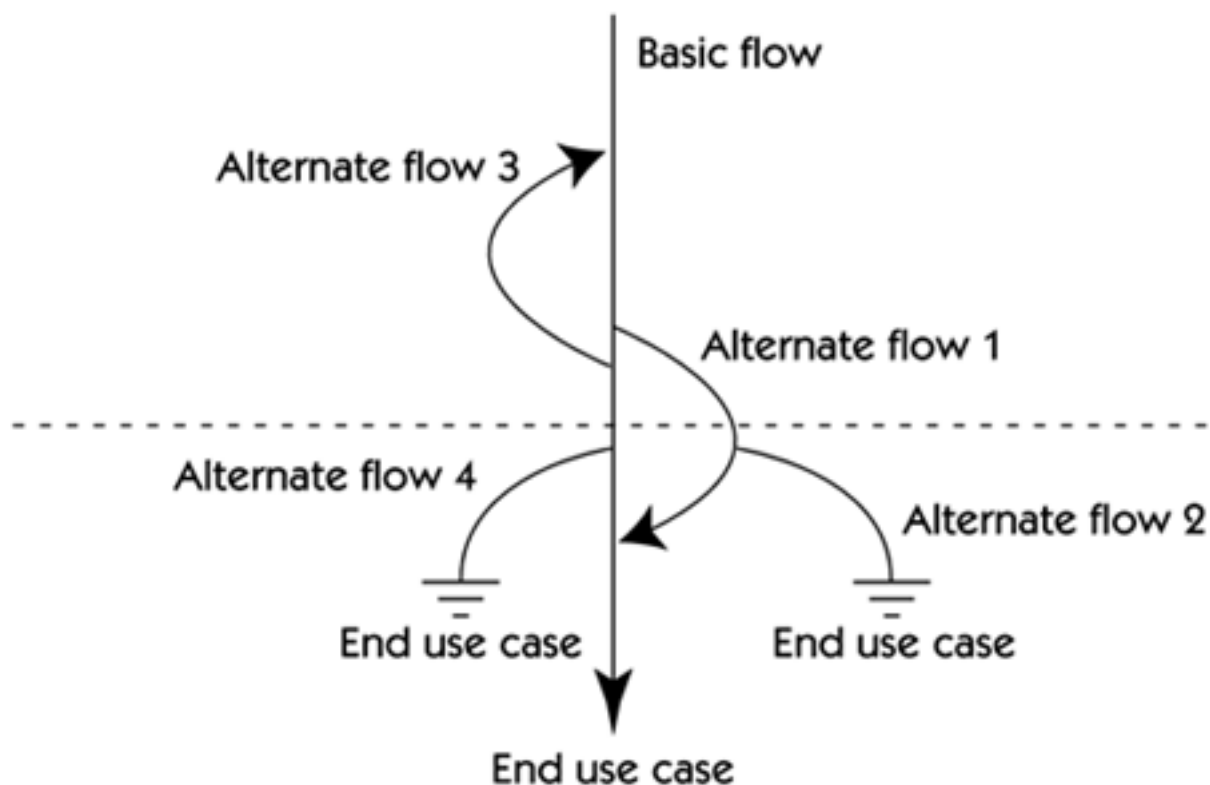 Basic flow
Alternate flow 3
Alternate flow 1
Alternate flow 4
Alternate flow 2
End use case
End use case
End use case